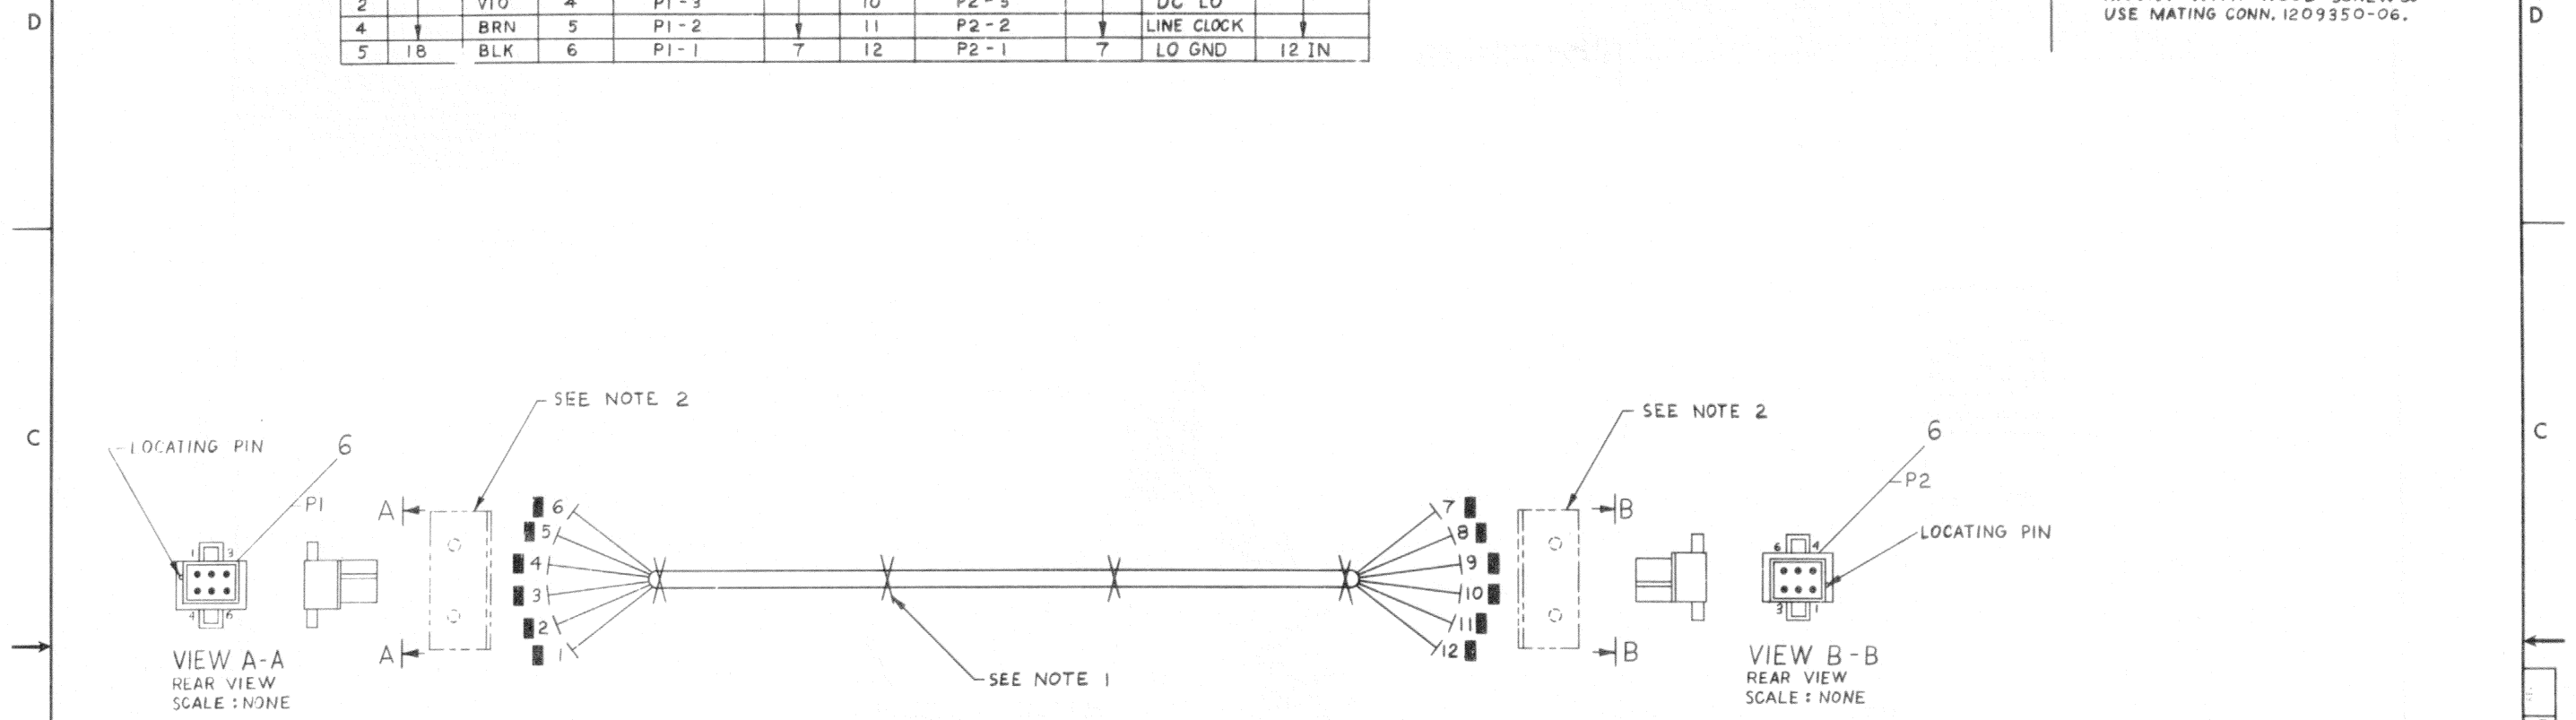 D
2 VIO 4 P1-3 10 P2-3 DC LO
4 BRN 5 P1-2 11 P2-2 LINE CLOCK
5 18 BLK 6 P1-1 7 12 P2-1 7 LO GND 12 IN
USE MATING CONN. 1209350-06.
D
C
C
SEE NOTE 2
SEE NOTE 2
LOCATING PIN
6
P1
A
A
1 3
4 6
VIEW A-A
REAR VIEW
SCALE : NONE
6
5
4
3
2
1
SEE NOTE 1
7
8
9
10
11
12
B
B
6
P2
LOCATING PIN
6 4
3 1
VIEW B-B
REAR VIEW
SCALE : NONE